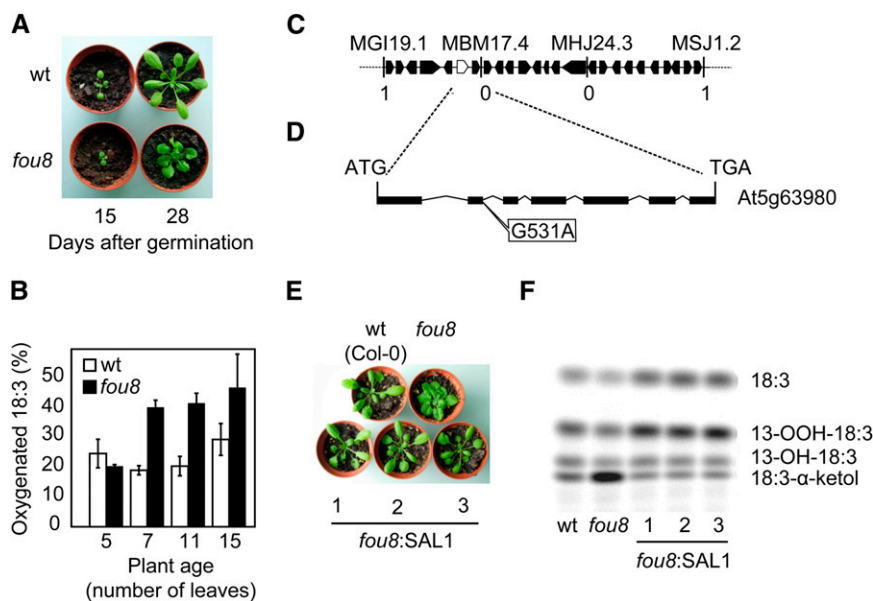 A
wt
fou8
15 28
Days after germination
B
Oxygenated 18:3 (%)
50
40
30
20
10
0
wt
fou8
5 7 11 15
Plant age
(number of leaves)
C
MGI19.1 MBM17.4 MHJ24.3 MSJ1.2
1 0 0 1
D
ATG TGA
At5g63980
G531A
E
wt fou8
(Col-0)
1 2 3
fou8:SAL1
F
18:3
13-OOH-18:3
13-OH-18:3
18:3-α-ketol
wt fou8 1 2 3
fou8:SAL1